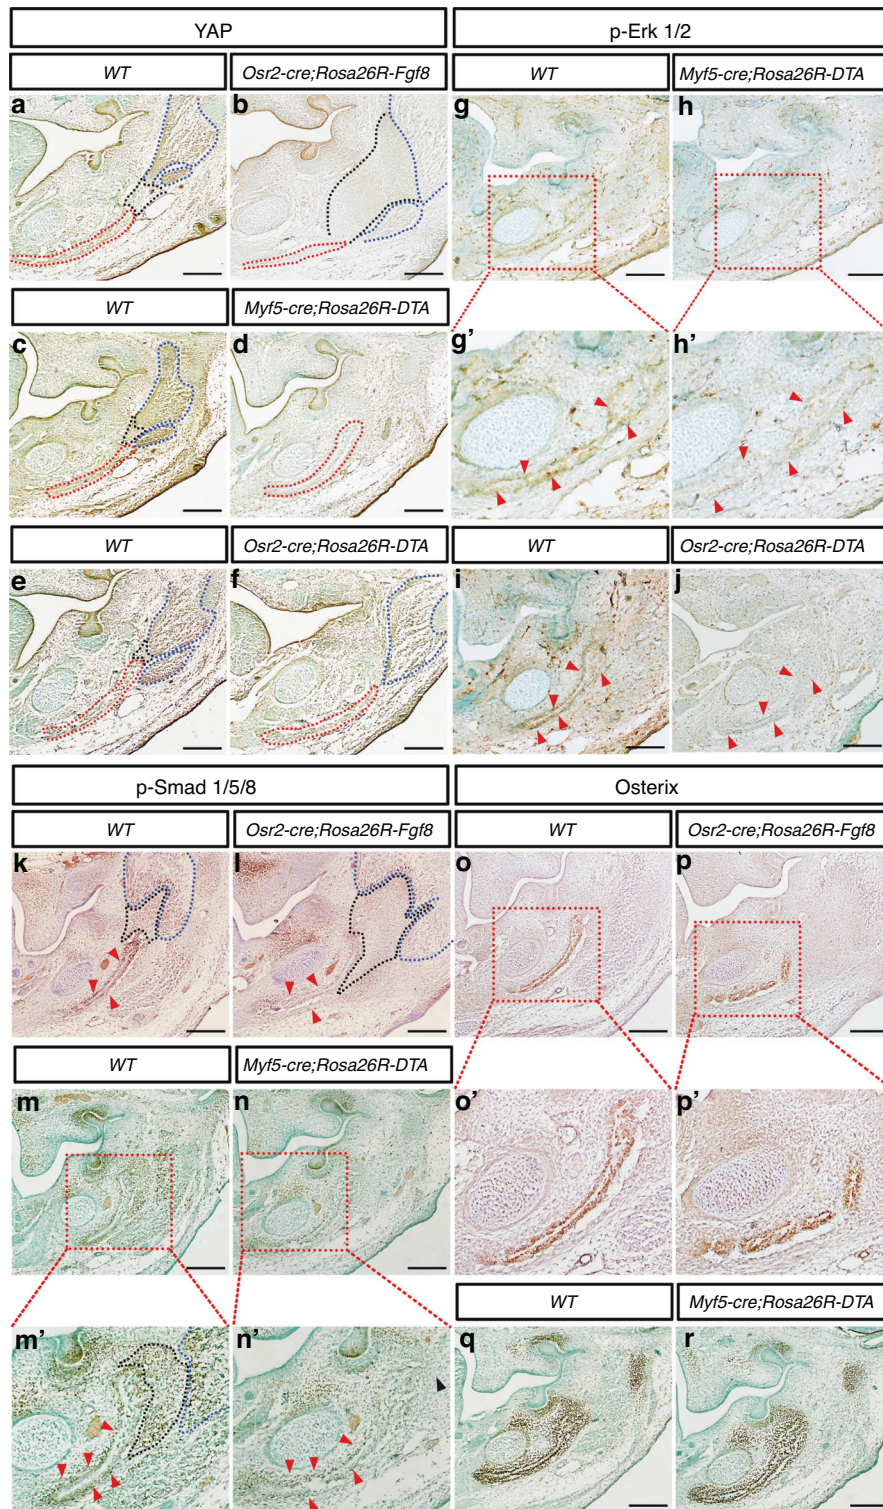 YAP
p-Erk 1/2
WT
Osr2-cre;Rosa26R-Fgf8
WT
Myf5-cre;Rosa26R-DTA
a
b
g
h
WT
Myf5-cre;Rosa26R-DTA
c
d
g’
h’
WT
Osr2-cre;Rosa26R-DTA
WT
Osr2-cre;Rosa26R-DTA
e
f
i
j
p-Smad 1/5/8
Osterix
WT
Osr2-cre;Rosa26R-Fgf8
WT
Osr2-cre;Rosa26R-Fgf8
k
l
o
p
WT
Myf5-cre;Rosa26R-DTA
m
n
o’
p’
WT
Myf5-cre;Rosa26R-DTA
m’
n’
q
r